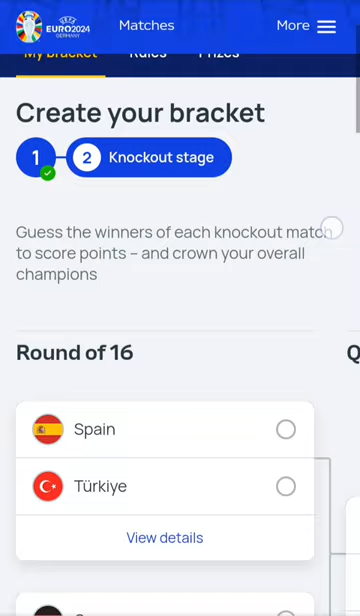 UEFA
EURO2024
GERMANY
Matches
More
My bracket
Rules
Prizes
Create your bracket
1
2
Knockout stage
Guess the winners of each knockout match
to score points – and crown your overall
champions
Round of 16
Q
Spain
Türkiye
View details